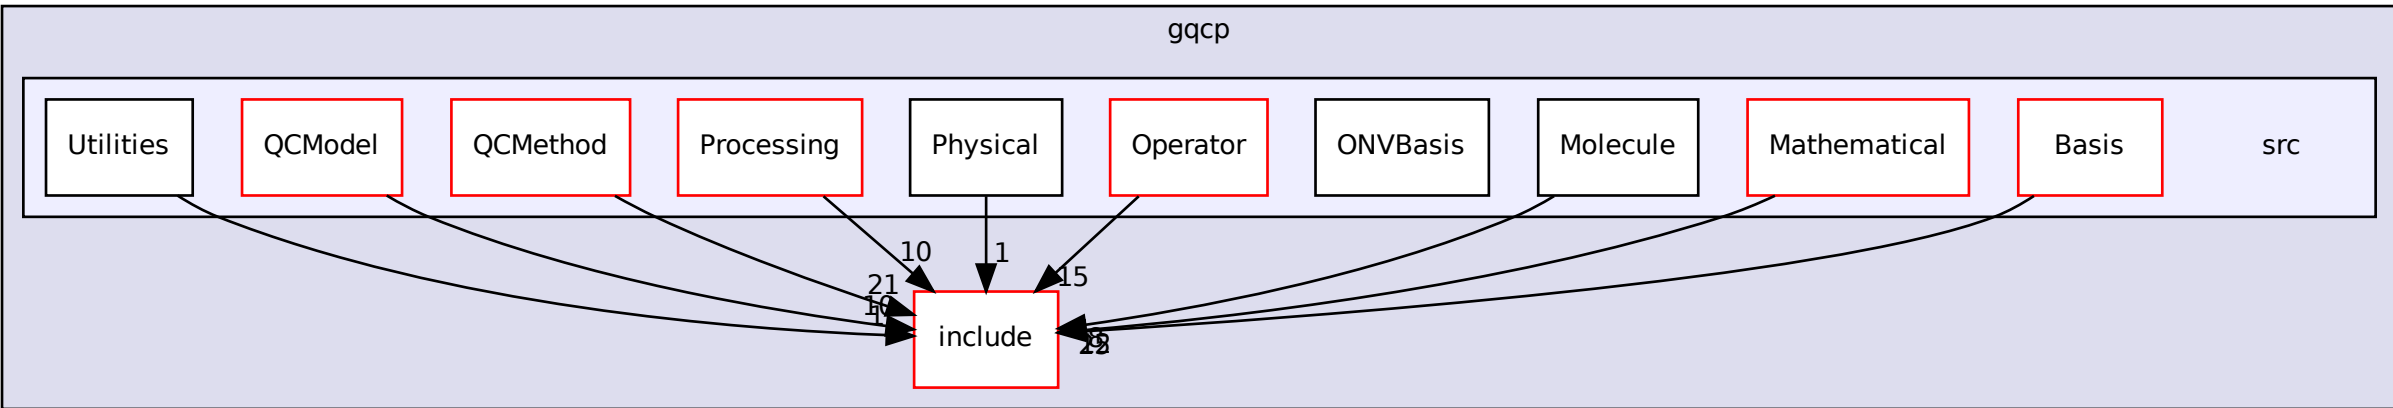 gqcp
Utilities
QCModel
QCMethod
Processing
Physical
Operator
ONVBasis
Molecule
Mathematical
Basis
src
10
1
15
21
include